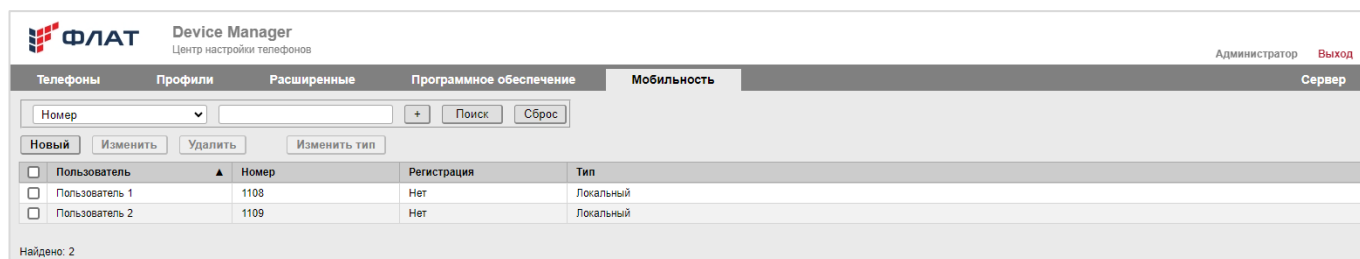 ФЛАТ
Device Manager
Центр настройки телефонов
Администратор Выход
Телефоны Профили Расширенные Программное обеспечение Мобильность Сервер
Номер + Поиск Сброс
Новый Изменить Удалить Изменить тип
Пользователь ▲ Номер Регистрация Тип
Пользователь 1 1108 Нет Локальный
Пользователь 2 1109 Нет Локальный
Найдено: 2